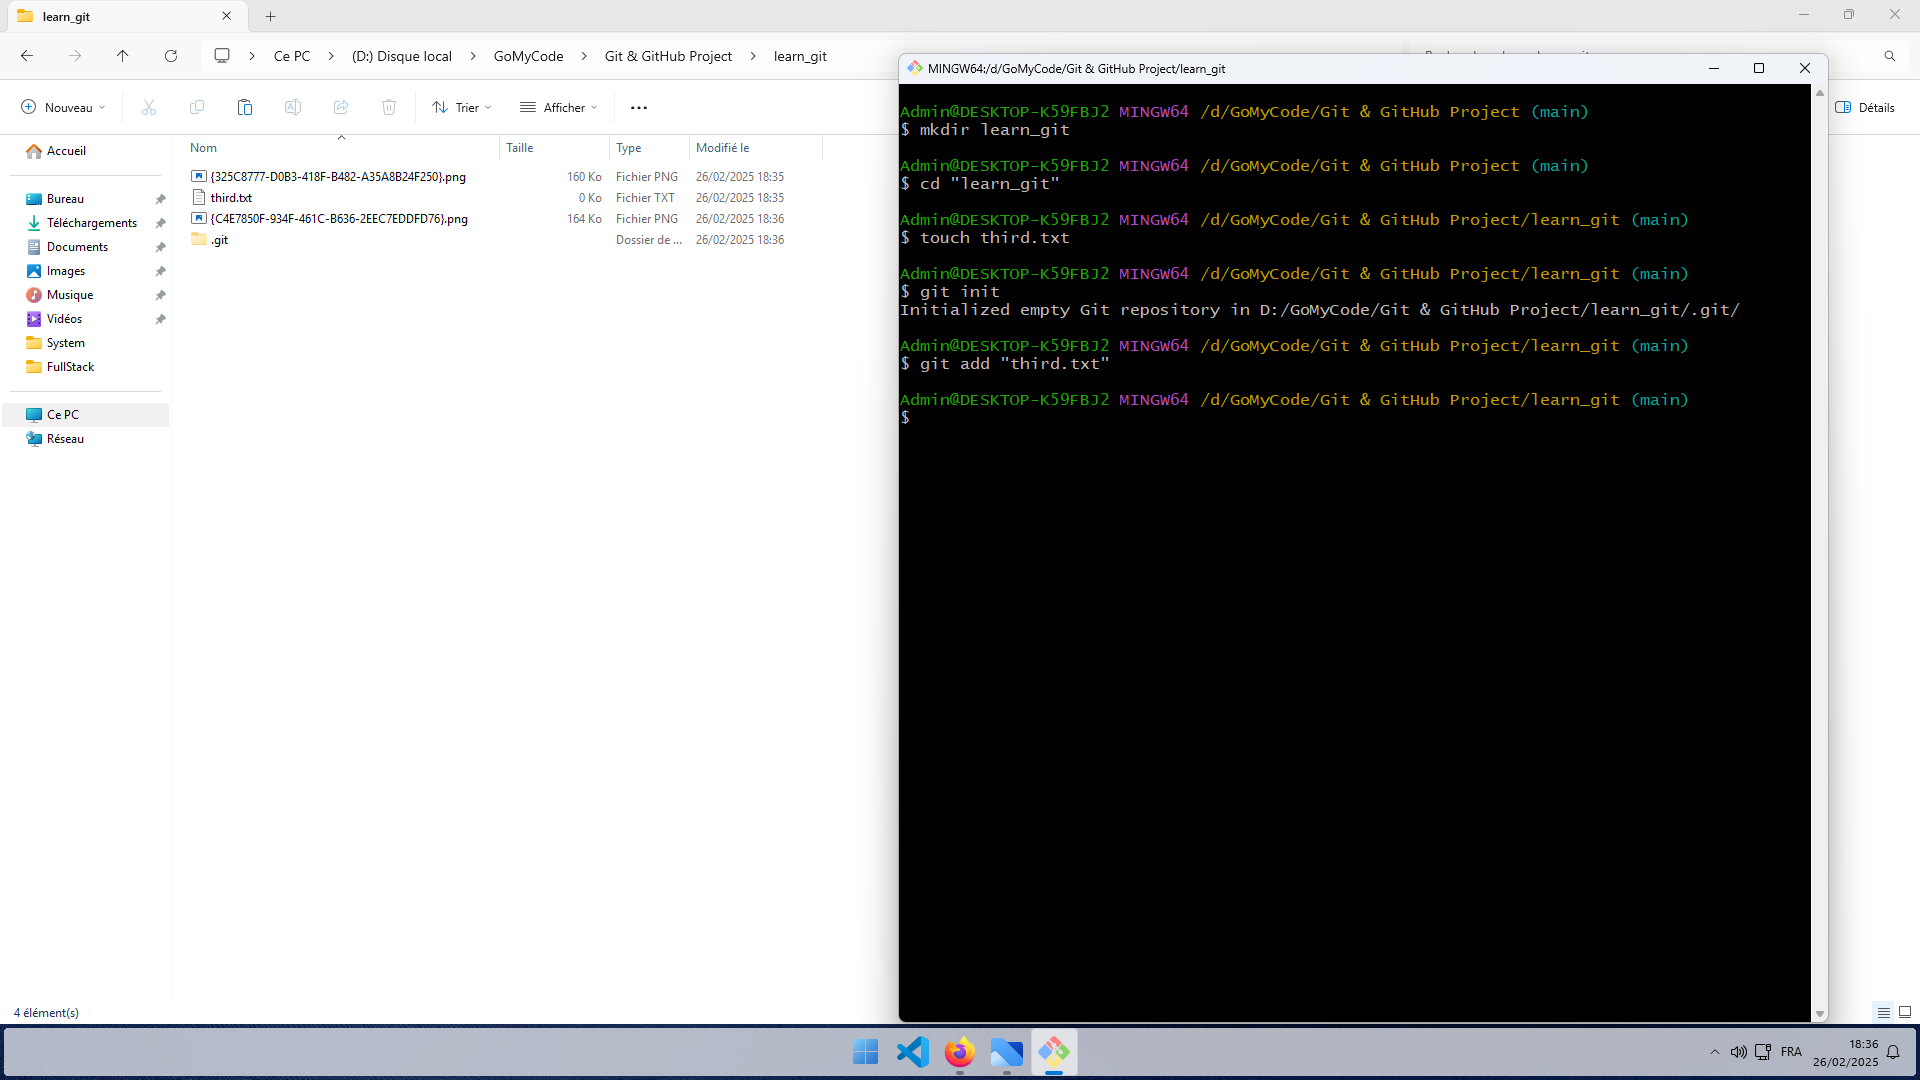 learn_git
Ce PC
(D:) Disque local
GoMyCode
Git & GitHub Project
learn_git
Nouveau
Trier
Afficher
Détails
Nom
Taille
Type
Modifié le
{325C8777-D0B3-418F-B482-A35A8B24F250}.png 160 Ko Fichier PNG 26/02/2025 18:35
third.txt 0 Ko Fichier TXT 26/02/2025 18:35
{C4E7850F-934F-461C-B636-2EEC7EDDFD76}.png 164 Ko Fichier PNG 26/02/2025 18:36
.git Dossier de ... 26/02/2025 18:36
Accueil
Bureau
Téléchargements
Documents
Images
Musique
Vidéos
System
FullStack
Ce PC
Réseau
4 élément(s)
MINGW64:/d/GoMyCode/Git & GitHub Project/learn_git
Admin@DESKTOP-K59FBJ2 MINGW64 /d/GoMyCode/Git & GitHub Project (main)
$ mkdir learn_git
Admin@DESKTOP-K59FBJ2 MINGW64 /d/GoMyCode/Git & GitHub Project (main)
$ cd "learn_git"
Admin@DESKTOP-K59FBJ2 MINGW64 /d/GoMyCode/Git & GitHub Project/learn_git (main)
$ touch third.txt
Admin@DESKTOP-K59FBJ2 MINGW64 /d/GoMyCode/Git & GitHub Project/learn_git (main)
$ git init
Initialized empty Git repository in D:/GoMyCode/Git & GitHub Project/learn_git/.git/
Admin@DESKTOP-K59FBJ2 MINGW64 /d/GoMyCode/Git & GitHub Project/learn_git (main)
$ git add "third.txt"
Admin@DESKTOP-K59FBJ2 MINGW64 /d/GoMyCode/Git & GitHub Project/learn_git (main)
$
FRA
18:36
26/02/2025